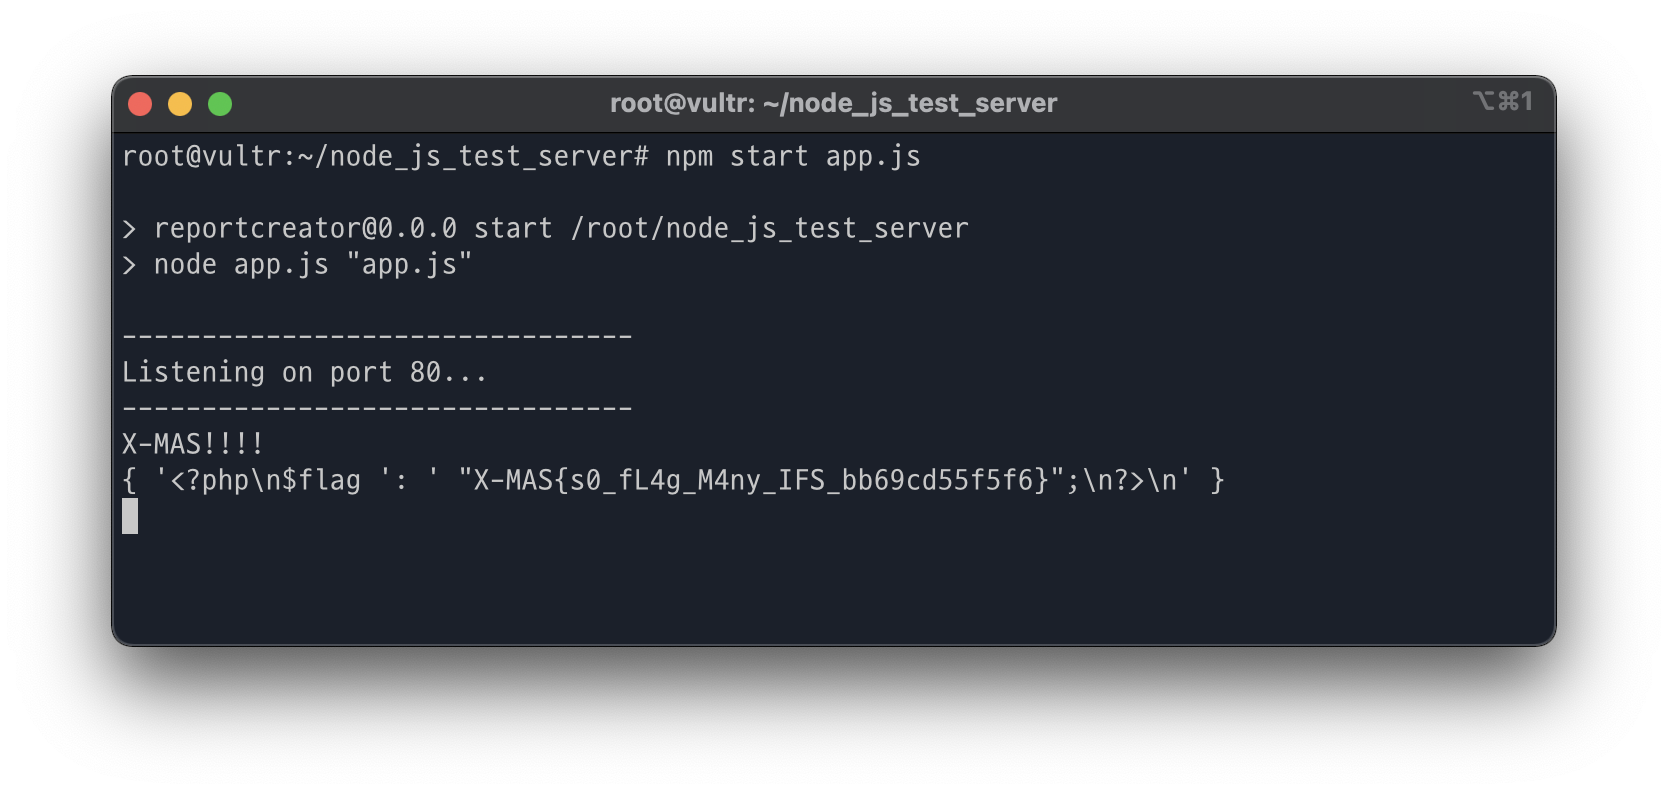 root@vultr: ~/node_js_test_server
⌥⌘1
root@vultr:~/node_js_test_server# npm start app.js
> reportcreator@0.0.0 start /root/node_js_test_server
> node app.js "app.js"
--------------------------------
Listening on port 80...
--------------------------------
X-MAS!!!!
{ '<?php\n$flag ': ' "X-MAS{s0_fL4g_M4ny_IFS_bb69cd55f5f6}";\n?>\n' }